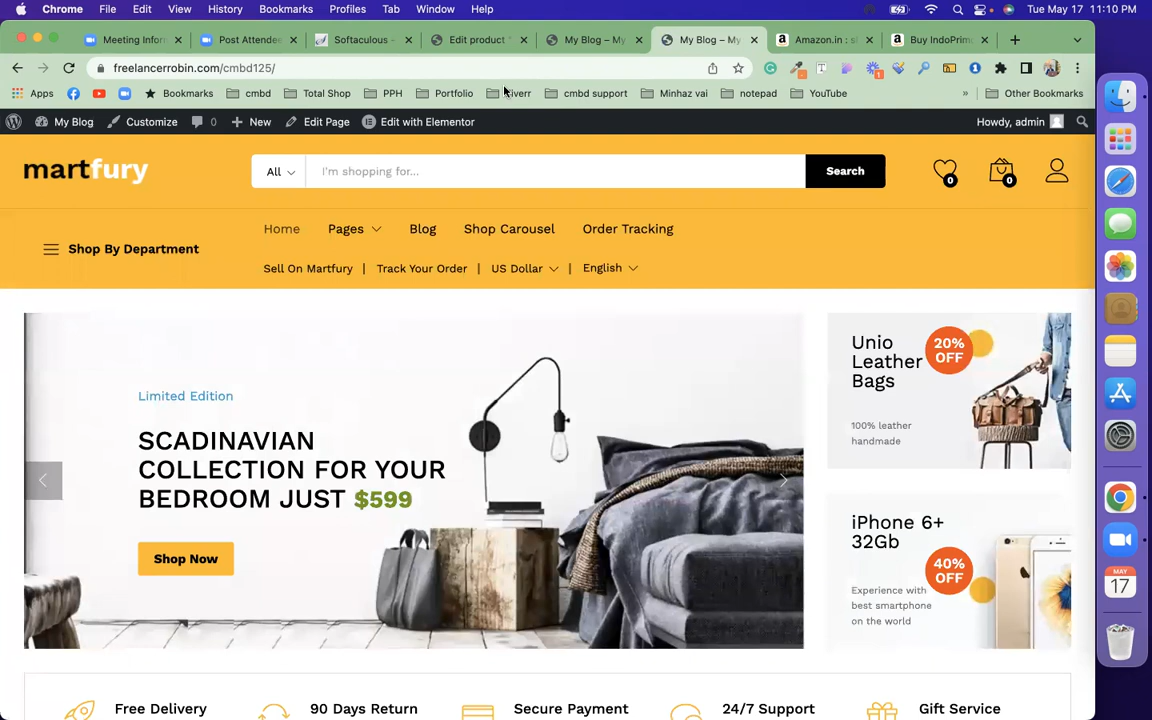 Chrome File Edit View History Bookmarks Profiles Tab Window Help Tue May 17 11:10 PM
Meeting Inform Post Attendee Softaculous - Edit product " My Blog – My My Blog – My Amazon.in : s Buy IndoPrim
freelancerrobin.com/cmbd125/
Apps Bookmarks cmbd Total Shop PPH Portfolio cmbd support Minhaz vai notepad YouTube » Other Bookmarks
My Blog Customize 0 New Edit Page Edit with Elementor Howdy, admin
martfury All I'm shopping for... Search 0 0
Shop By Department
Home Pages Blog Shop Carousel Order Tracking
Sell On Martfury | Track Your Order | US Dollar | English
Limited Edition
SCADINAVIAN
COLLECTION FOR YOUR
BEDROOM JUST $599
Shop Now
Unio
Leather
Bags
20%
OFF
100% leather
handmade
iPhone 6+
32Gb
40%
OFF
Experience with
best smartphone
on the world
Free Delivery 90 Days Return Secure Payment 24/7 Support Gift Service
MAY
17